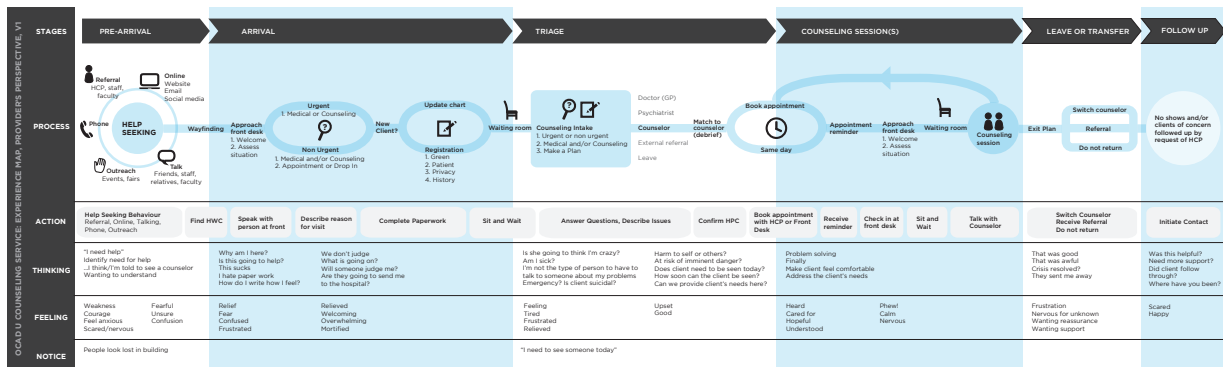 OCAD U COUNSELING SERVICE: EXPERIENCE MAP, PROVIDER'S PERSPECTIVE, V1
STAGES
PRE-ARRIVAL
ARRIVAL
TRIAGE
COUNSELING SESSION(S)
LEAVE OR TRANSFER
FOLLOW UP
PROCESS
Referral
HCP, staff,
faculty
Online
Website
Email
Social media
Phone
HELP
SEEKING
Outreach
Events, fairs
Talk
Friends, staff,
relatives, faculty
Wayfinding
Approach
front desk
1. Welcome
2. Assess
situation
Urgent
1. Medical or Counseling
Non Urgent
1. Medical and/or Counseling
2. Appointment or Drop In
New
Client?
Update chart
Registration
1. Green
2. Patient
3. Privacy
4. History
Waiting room
Counseling Intake
1. Urgent or non urgent
2. Medical and/or Counseling
3. Make a Plan
Doctor (GP)
Psychiatrist
Counselor
External referral
Leave
Match to
counselor
(debrief)
Book appointment
Same day
Appointment
reminder
Approach
front desk
1. Welcome
2. Assess
situation
Waiting room
Counseling
session
Exit Plan
Switch counselor
Referral
Do not return
No shows and/or
clients of concern
followed up by
request of HCP
ACTION
Help Seeking Behaviour
Referral, Online, Talking,
Phone, Outreach
Find HWC
Speak with
person at front
Describe reason
for visit
Complete Paperwork
Sit and Wait
Answer Questions, Describe Issues
Confirm HPC
Book appointment
with HCP or Front
Desk
Receive
reminder
Check in at
front desk
Sit and
Wait
Talk with
Counselor
Switch Counselor
Receive Referral
Do not return
Initiate Contact
THINKING
"I need help"
Identify need for help
...I think/I'm told to see a counselor
Wanting to understand
Why am I here?
Is this going to help?
This sucks
I hate paper work
How do I write how I feel?
We don't judge
What is going on?
Will someone judge me?
Are they going to send me
to the hospital?
Is she going to think I'm crazy?
Am I sick?
I'm not the type of person to have to
talk to someone about my problems
Emergency? Is client suicidal?
Harm to self or others?
At risk of imminent danger?
Does client need to be seen today?
How soon can the client be seen?
Can we provide client's needs here?
Problem solving
Finally
Make client feel comfortable
Address the client's needs
That was good
That was awful
Crisis resolved?
They sent me away
Was this helpful?
Need more support?
Did client follow
through?
Where have you been?
FEELING
Weakness
Courage
Feel anxious
Scared/nervous
Fearful
Unsure
Confusion
Relief
Fear
Confused
Frustrated
Relieved
Welcoming
Overwhelming
Mortified
Feeling
Tired
Frustrated
Relieved
Upset
Good
Heard
Cared for
Hopeful
Understood
Phew!
Calm
Nervous
Frustration
Nervous for unknown
Wanting reassurance
Wanting support
Scared
Happy
NOTICE
People look lost in building
"I need to see someone today"